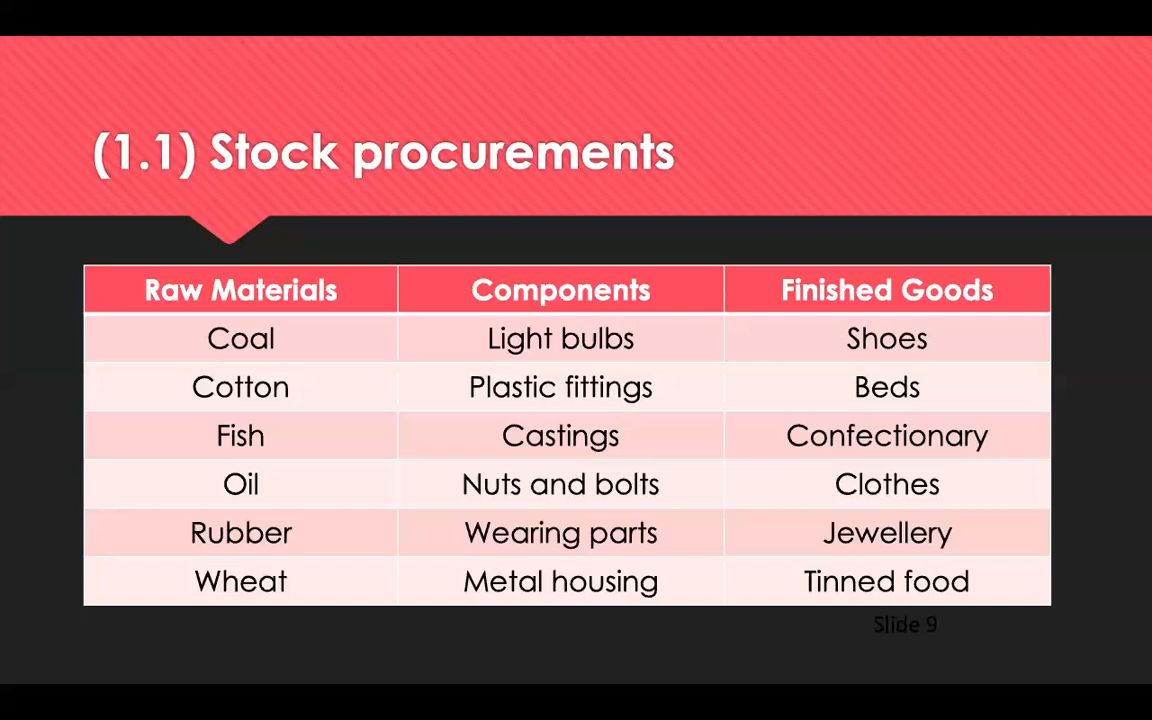 (1.1) Stock procurements
Raw Materials Components Finished Goods
Coal Light bulbs Shoes
Cotton Plastic fittings Beds
Fish Castings Confectionary
Oil Nuts and bolts Clothes
Rubber Wearing parts Jewellery
Wheat Metal housing Tinned food
Slide 9